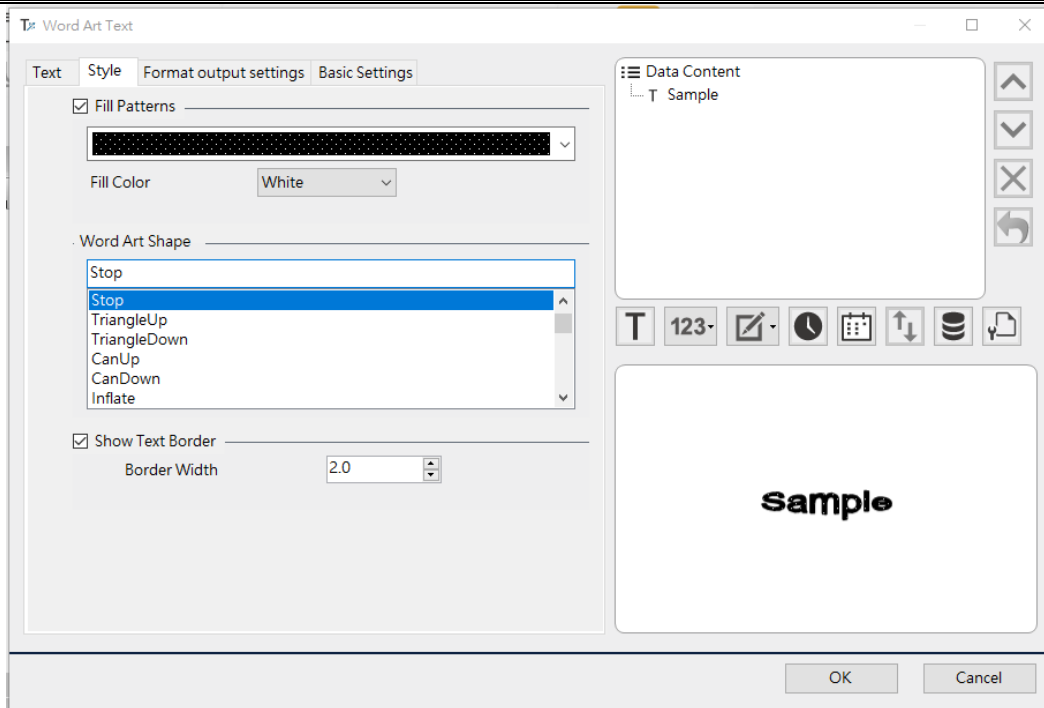 Word Art Text
Text Style Format output settings Basic Settings
Fill Patterns
Fill Color White
Word Art Shape
Stop
Stop
TriangleUp
TriangleDown
CanUp
CanDown
Inflate
Show Text Border
Border Width 2.0
Data Content
T Sample
T 123
Sample
OK Cancel